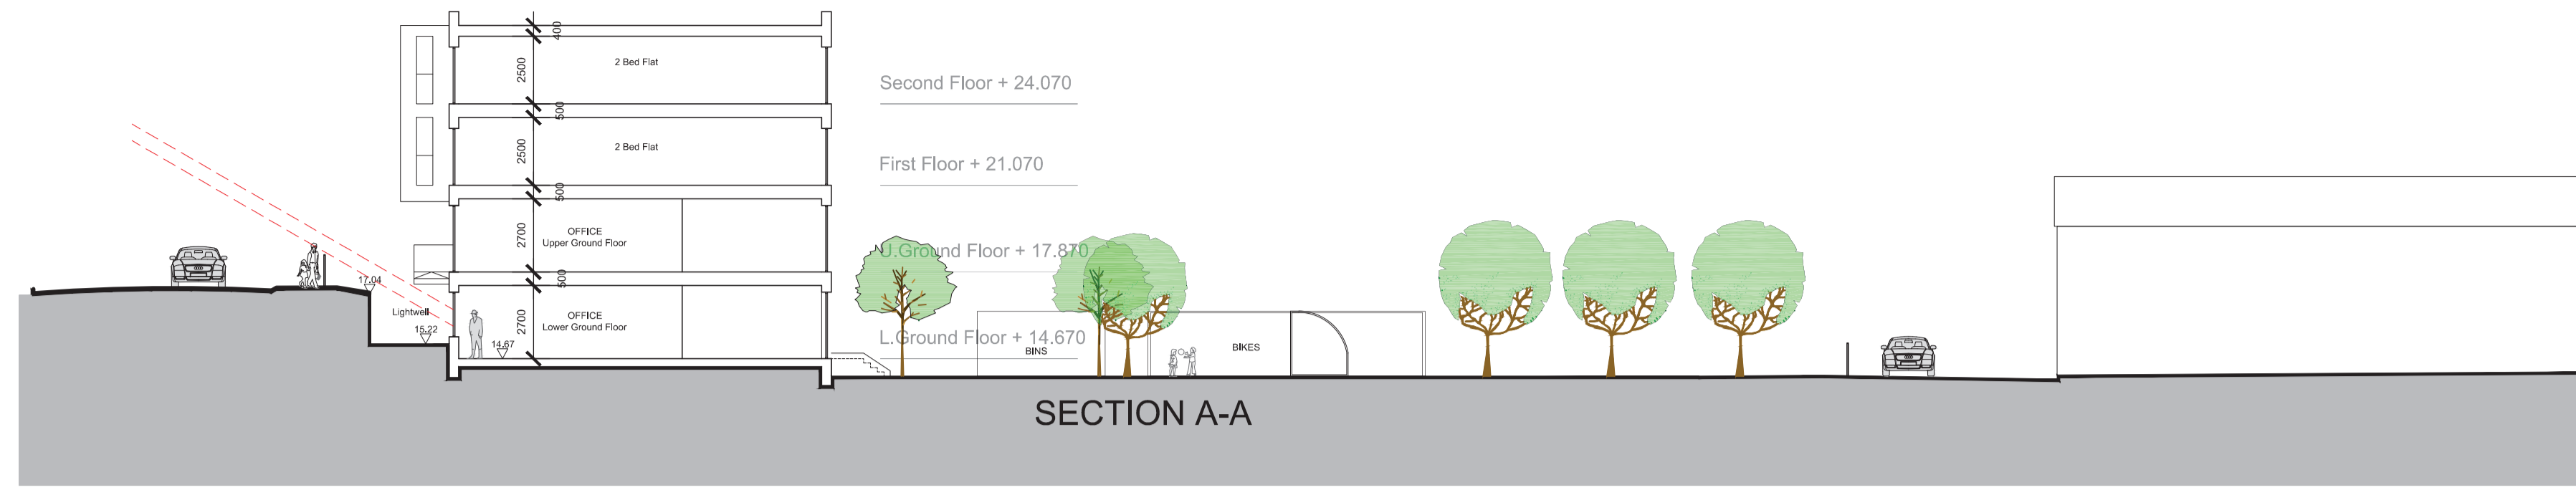 400
2500
2 Bed Flat
Second Floor + 24.070
500
2500
2 Bed Flat
First Floor + 21.070
500
2700
OFFICE
Upper Ground Floor
U.Ground Floor + 17.870
500
17.04
Lightwell
15.22
2700
OFFICE
Lower Ground Floor
14.67
L.Ground Floor + 14.670
BINS
BIKES
SECTION A-A